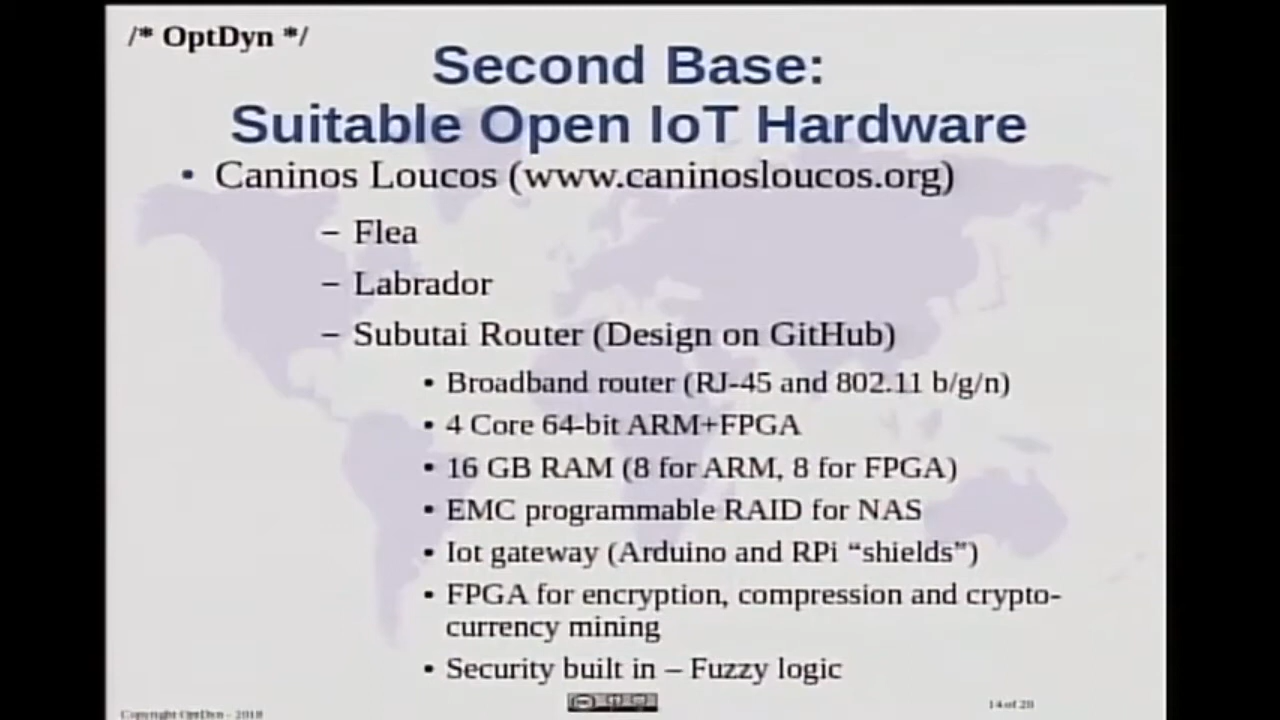 /* OptDyn */
Second Base:
Suitable Open IoT Hardware
• Caninos Loucos (www.caninosloucos.org)
– Flea
– Labrador
– Subutai Router (Design on GitHub)
• Broadband router (RJ-45 and 802.11 b/g/n)
• 4 Core 64-bit ARM+FPGA
• 16 GB RAM (8 for ARM, 8 for FPGA)
• EMC programmable RAID for NAS
• Iot gateway (Arduino and RPi “shields”)
• FPGA for encryption, compression and crypto-
currency mining
• Security built in – Fuzzy logic
Copyright OptDyn - 2018
14 of 28